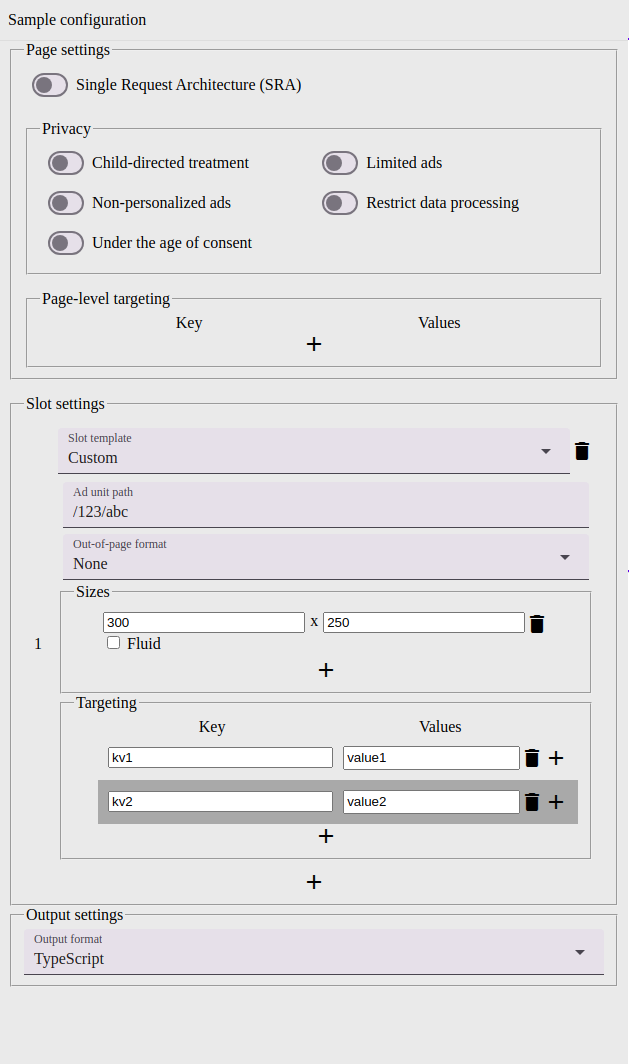 Sample configuration
Page settings
Single Request Architecture (SRA)
Privacy
Child-directed treatment
Limited ads
Non-personalized ads
Restrict data processing
Under the age of consent
Page-level targeting
Key
Values
+
Slot settings
Slot template
Custom
Ad unit path
/123/abc
Out-of-page format
None
Sizes
1
300 x 250
Fluid
+
Targeting
Key
Values
kv1
value1
+
kv2
value2
+
+
+
Output settings
Output format
TypeScript